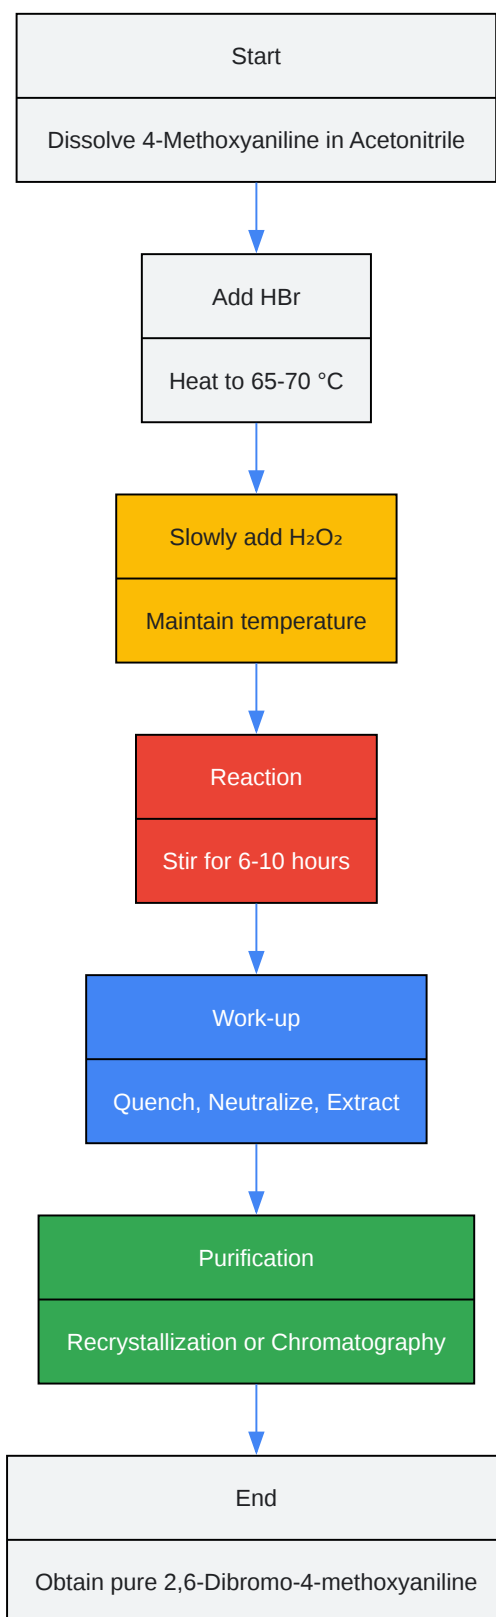 Start
Dissolve 4-Methoxyaniline in Acetonitrile
Add HBr
Heat to 65-70 °C
Slowly add H₂O₂
Maintain temperature
Reaction
Stir for 6-10 hours
Work-up
Quench, Neutralize, Extract
Purification
Recrystallization or Chromatography
End
Obtain pure 2,6-Dibromo-4-methoxyaniline